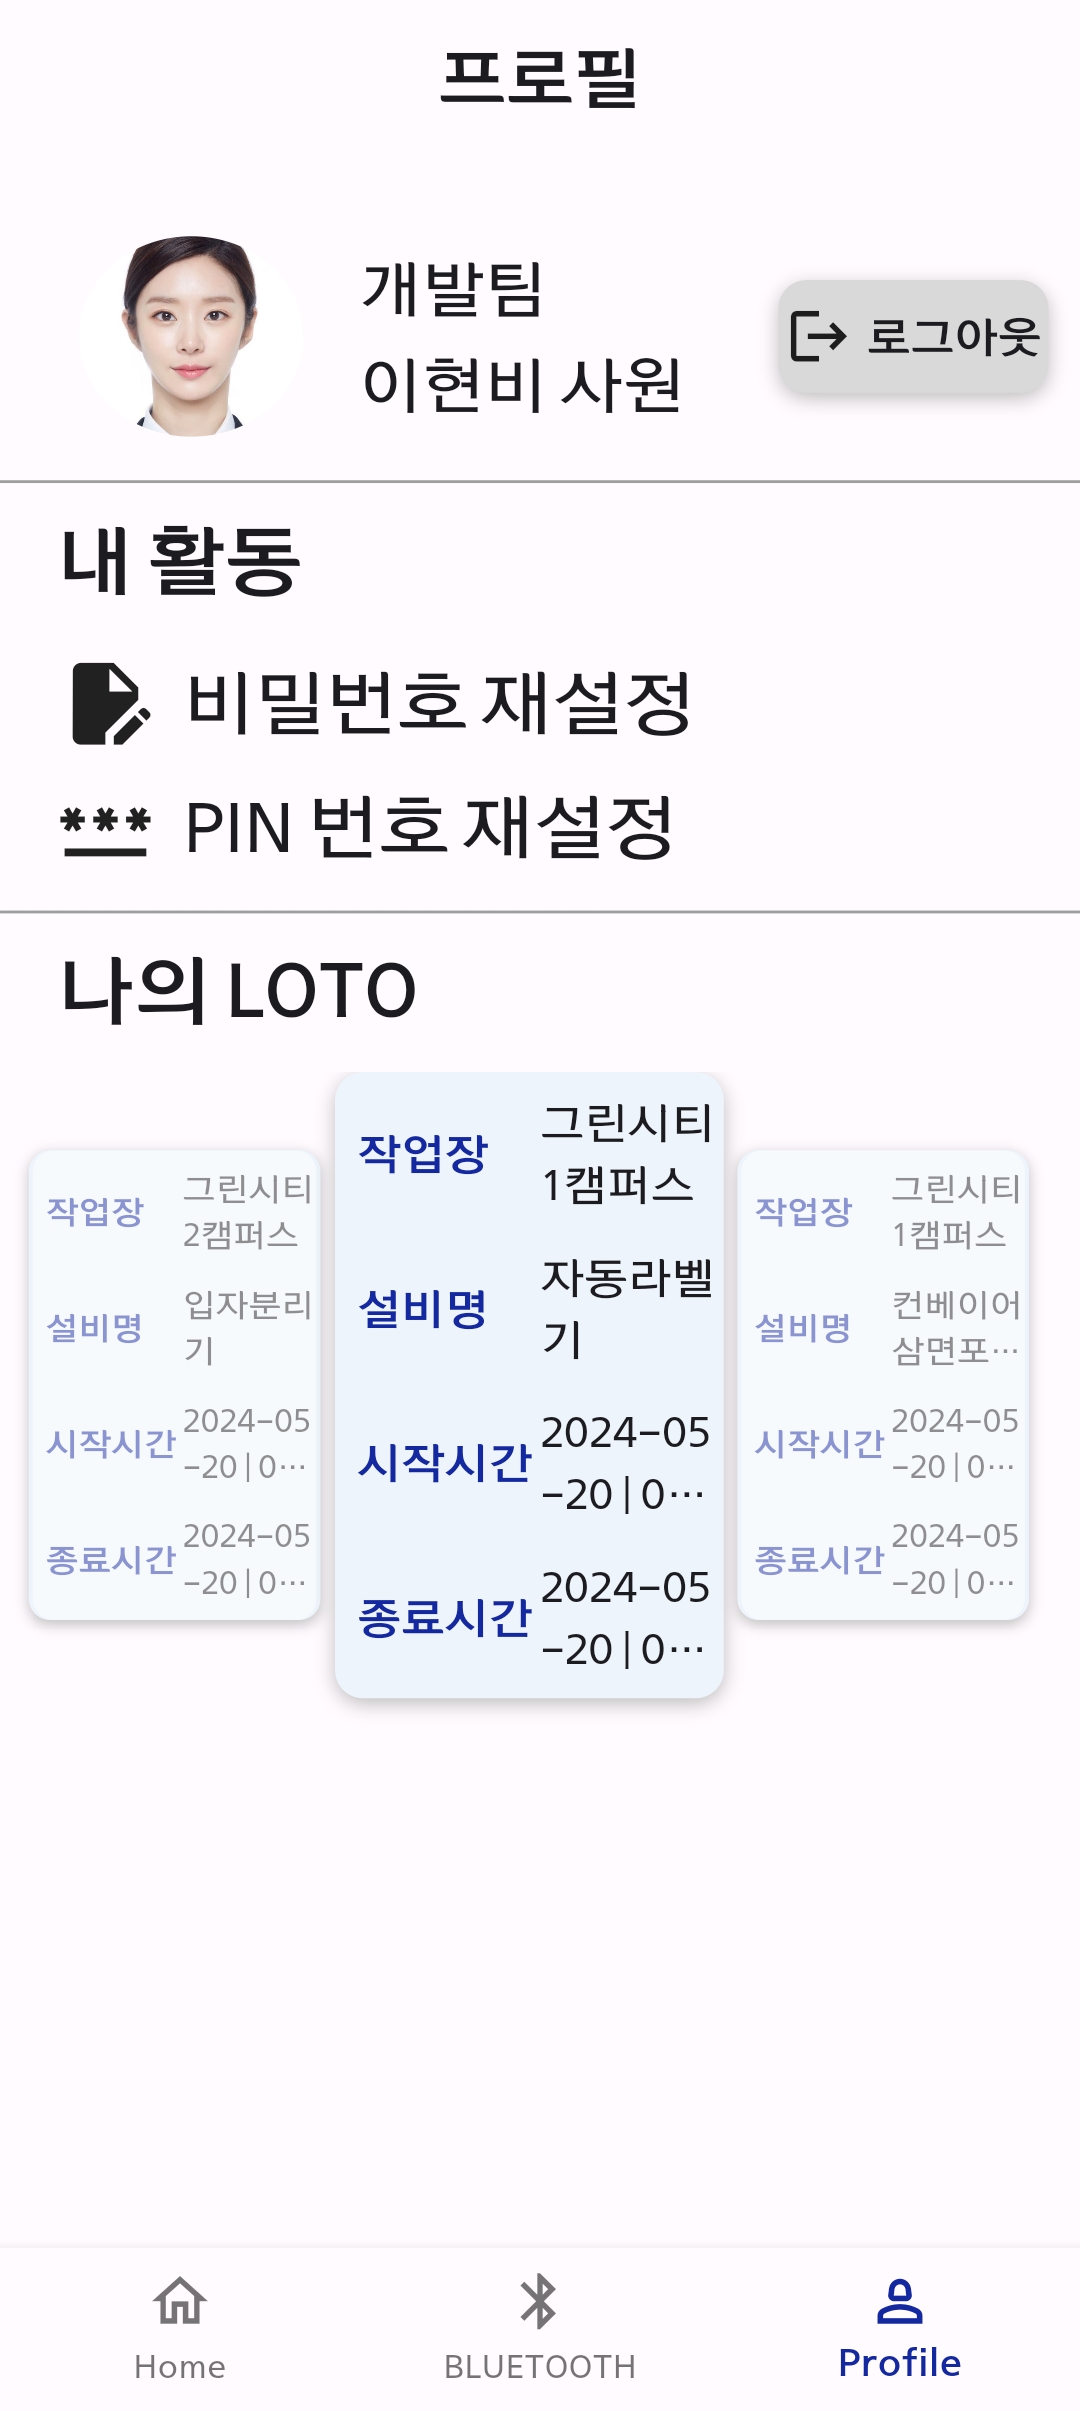 프로필
개발팀
이현비 사원
로그아웃
내 활동
비밀번호 재설정
*** PIN 번호 재설정
나의 LOTO
작업장
그린시티
2캠퍼스
설비명
입자분리
기
시작시간
2024-05
-20 | 0...
종료시간
2024-05
-20 | 0...
작업장
그린시티
1캠퍼스
설비명
자동라벨
기
시작시간
2024-05
-20 | 0...
종료시간
2024-05
-20 | 0...
작업장
그린시티
1캠퍼스
설비명
컨베이어
삼면포...
시작시간
2024-05
-20 | 0...
종료시간
2024-05
-20 | 0...
Home
BLUETOOTH
Profile